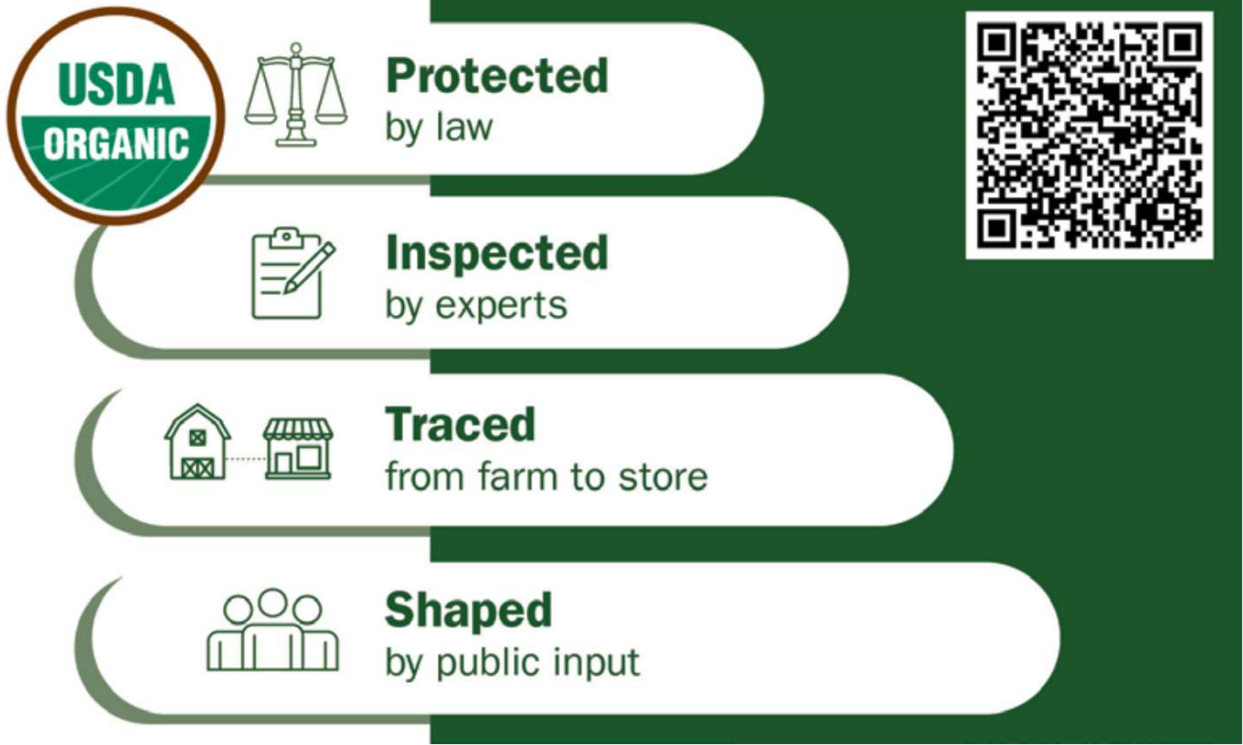 USDA
ORGANIC
Protected
by law
Inspected
by experts
Traced
from farm to store
Shaped
by public input